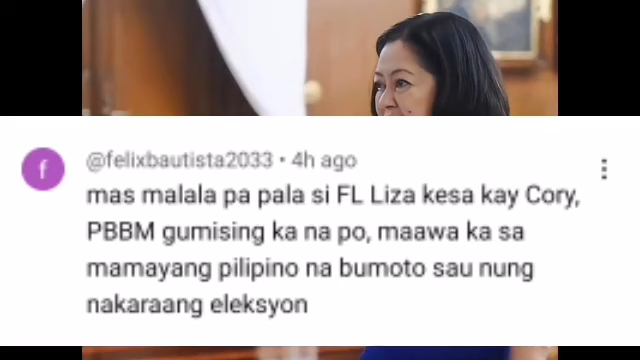 f
@felixbautista2033 • 4h ago
mas malala pa pala si FL Liza kesa kay Cory,
PBBM gumising ka na po, maawa ka sa
mamayang pilipino na bumoto sau nung
nakaraang eleksyon